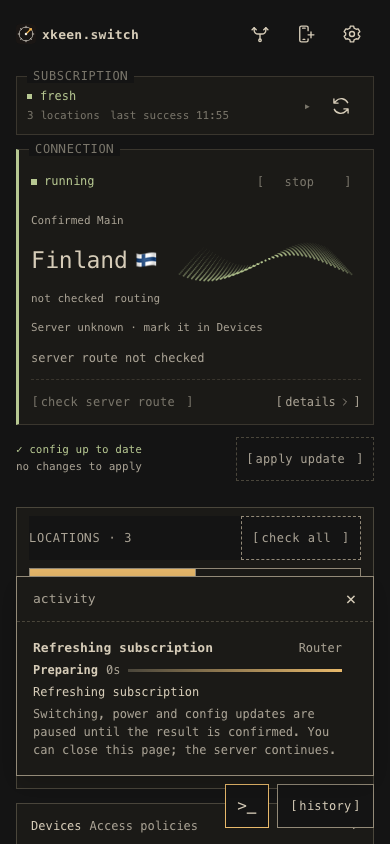 xkeen.switch
SUBSCRIPTION
fresh
3 locations last success 11:55
CONNECTION
running
[ stop ]
Confirmed Main
Finland 🇫🇮
not checked routing
Server unknown · mark it in Devices
server route not checked
[check server route ]
[details > ]
✓ config up to date
no changes to apply
[apply update ]
LOCATIONS · 3
[check all ]
activity
×
Refreshing subscription
Router
Preparing 0s
Refreshing subscription
Switching, power and config updates are
paused until the result is confirmed. You
can close this page; the server continues.
>_
[history]
Devices Access policies